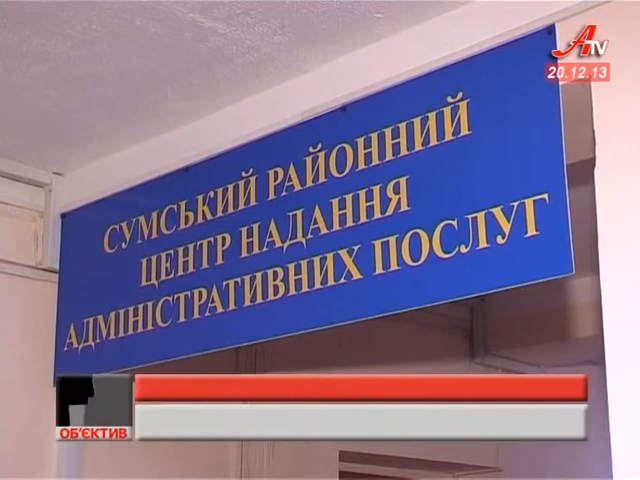 ATV
20.12.13
СУМСЬКИЙ РАЙОННИЙ
ЦЕНТР НАДАННЯ
АДМІНІСТРАТИВНИХ ПОСЛУГ
ОБ'ЄКТИВ